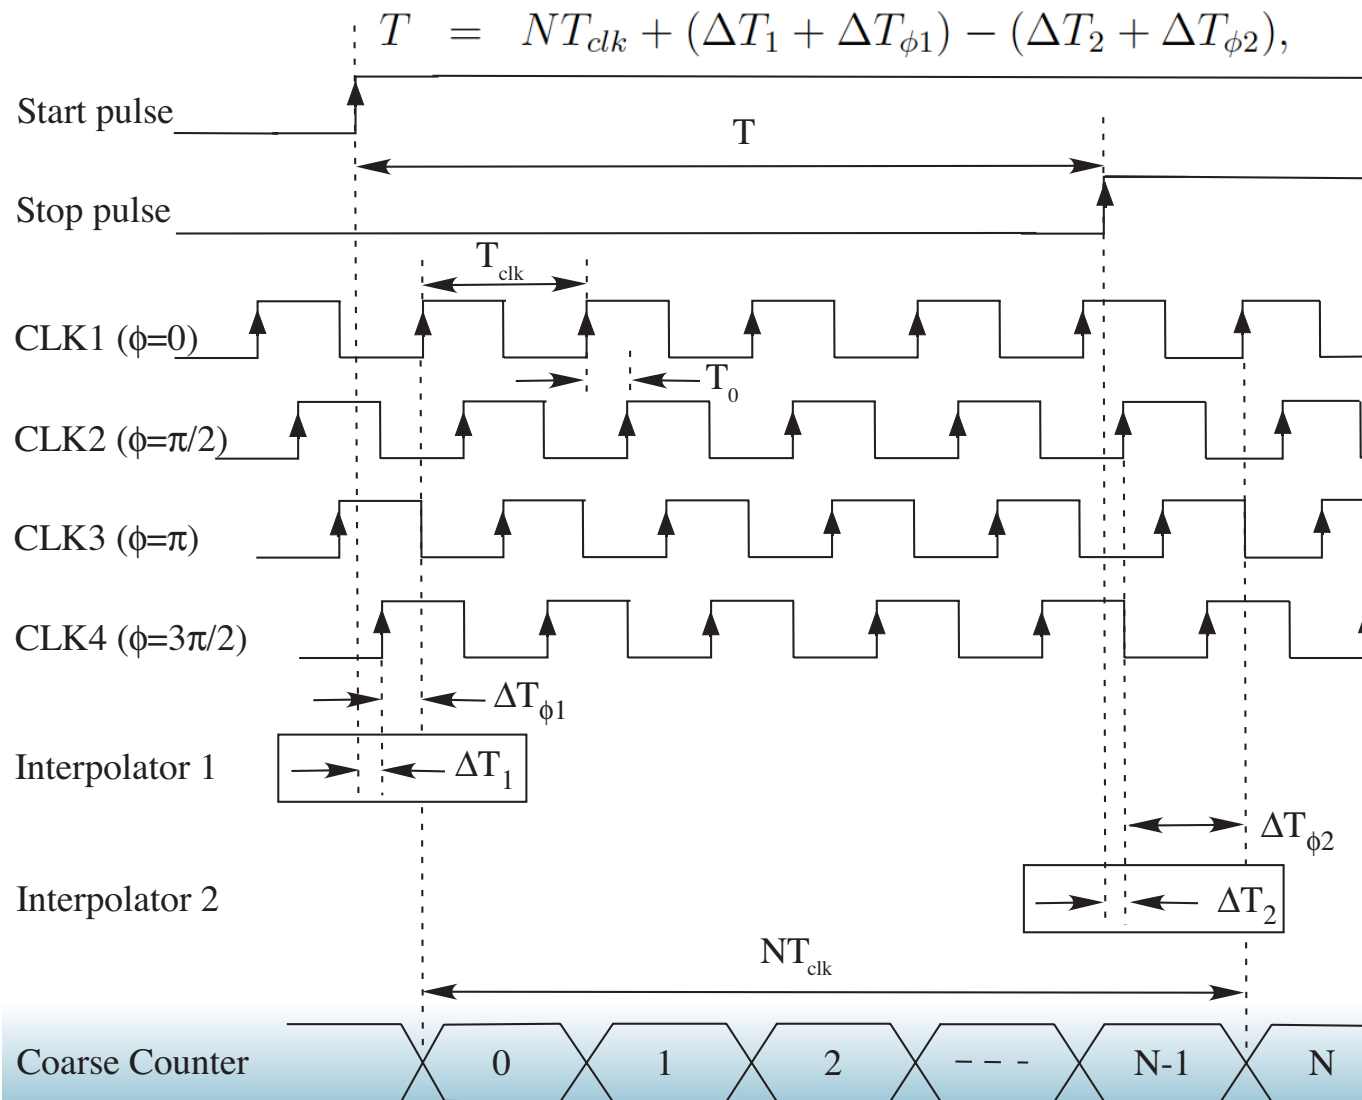 T = NT_clk + (ΔT_1 + ΔT_ϕ1) − (ΔT_2 + ΔT_ϕ2),
Start pulse
T
Stop pulse
T_clk
CLK1 (ϕ=0)
T_0
CLK2 (ϕ=π/2)
CLK3 (ϕ=π)
CLK4 (ϕ=3π/2)
ΔT_ϕ1
Interpolator 1
ΔT_1
ΔT_ϕ2
Interpolator 2
ΔT_2
NT_clk
Coarse Counter 0 1 2 - - - N-1 N